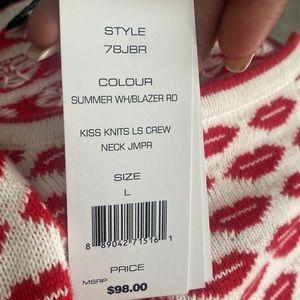 STYLE
78JBR
COLOUR
SUMMER WH/BLAZER RD
KISS KNITS LS CREW
NECK JMPR
SIZE
L
8 89042 71516 1
PRICE
MSRP $98.00